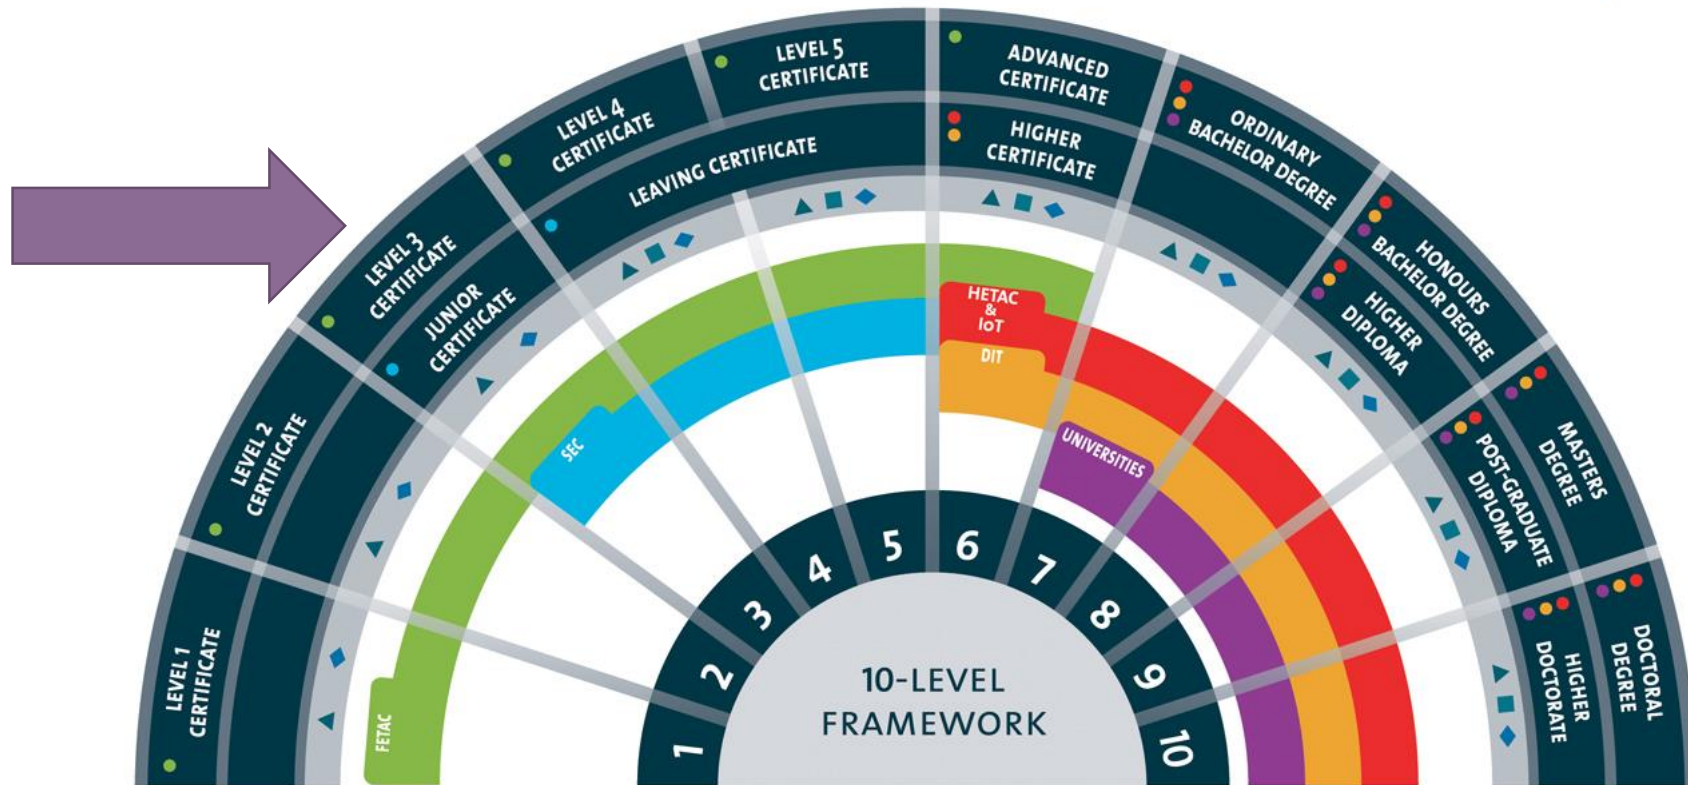 LEVEL 1
CERTIFICATE
LEVEL 2
CERTIFICATE
LEVEL 3
CERTIFICATE
JUNIOR
CERTIFICATE
LEVEL 4
CERTIFICATE
LEVEL 5
CERTIFICATE
LEAVING CERTIFICATE
ADVANCED
CERTIFICATE
HIGHER
CERTIFICATE
ORDINARY
BACHELOR DEGREE
HONOURS
BACHELOR DEGREE
HIGHER
DIPLOMA
MASTERS
DEGREE
POST-GRADUATE
DIPLOMA
DOCTORAL
DEGREE
HIGHER
DOCTORATE
FETAC
SEC
HETAC
&
IoT
DIT
UNIVERSITIES
1
2
3
4
5
6
7
8
9
10
10-LEVEL
FRAMEWORK